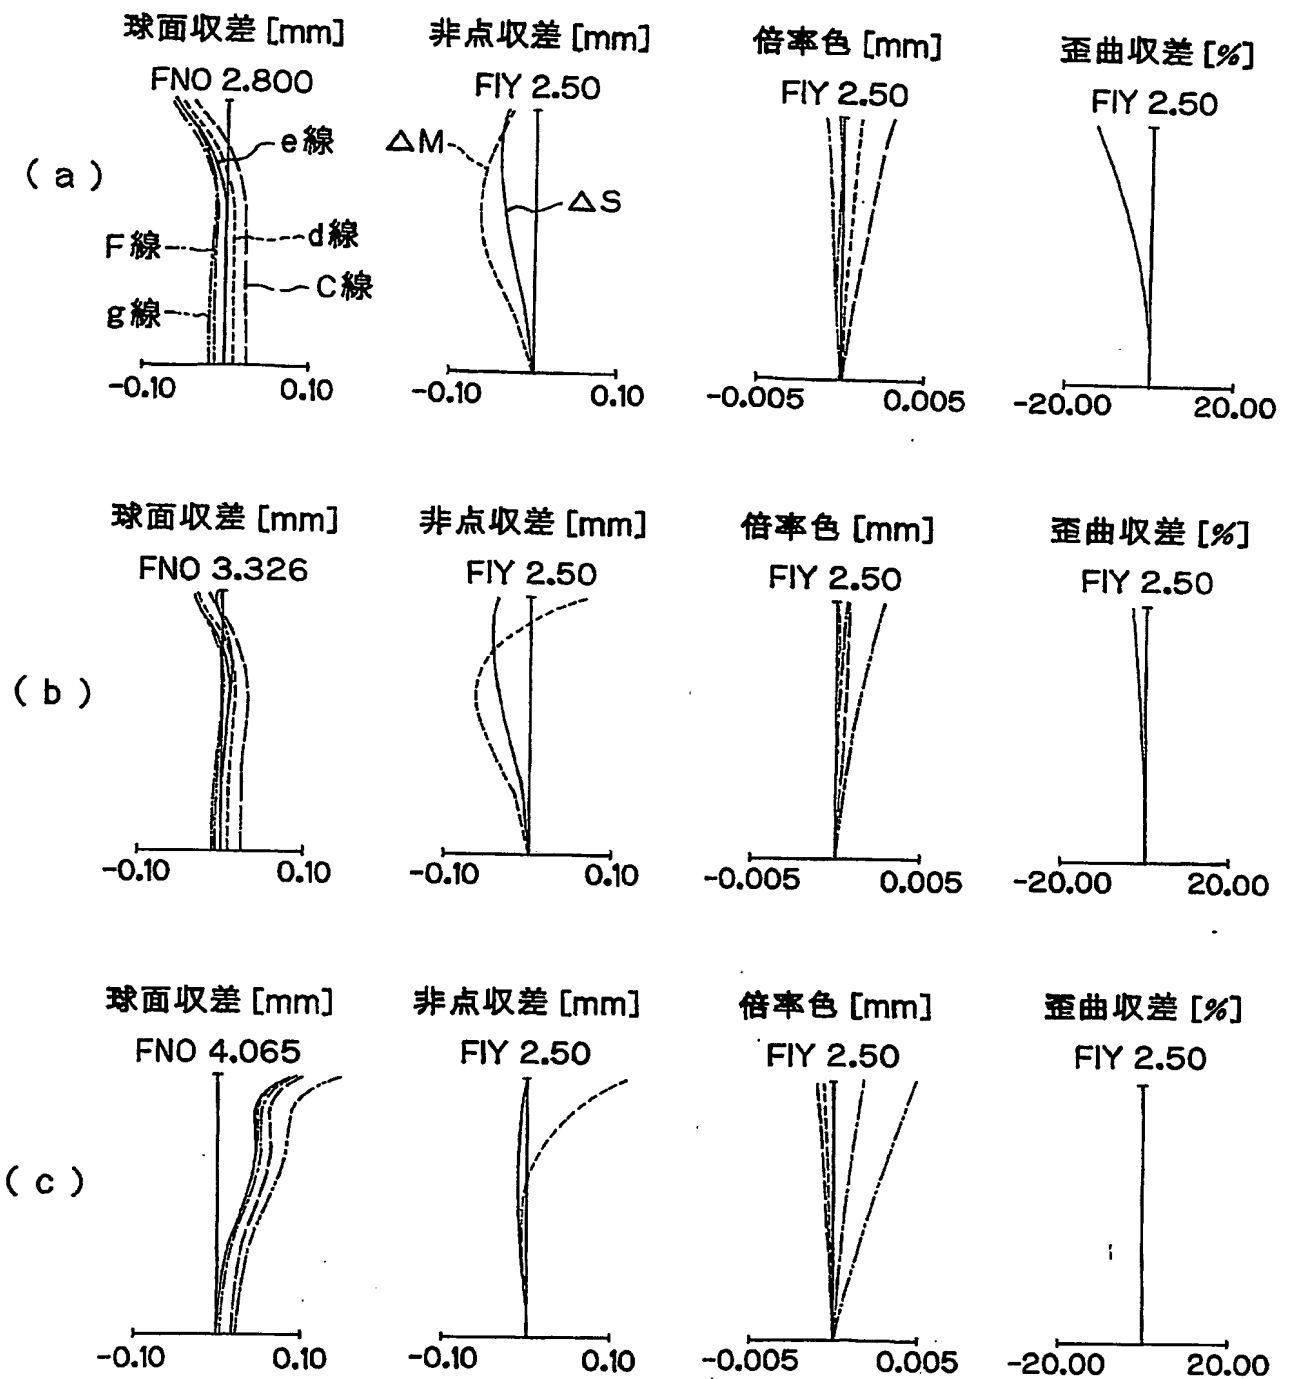 球面収差 [mm] 非点収差 [mm] 倍率色 [mm] 歪曲収差 [%]
FNO 2.800 FIY 2.50 FIY 2.50 FIY 2.50
(a)
e線
△M
△S
F線
d線
g線
C線
-0.10 0.10 -0.10 0.10 -0.005 0.005 -20.00 20.00
球面収差 [mm] 非点収差 [mm] 倍率色 [mm] 歪曲収差 [%]
FNO 3.326 FIY 2.50 FIY 2.50 FIY 2.50
(b)
-0.10 0.10 -0.10 0.10 -0.005 0.005 -20.00 20.00
球面収差 [mm] 非点収差 [mm] 倍率色 [mm] 歪曲収差 [%]
FNO 4.065 FIY 2.50 FIY 2.50 FIY 2.50
(c)
-0.10 0.10 -0.10 0.10 -0.005 0.005 -20.00 20.00